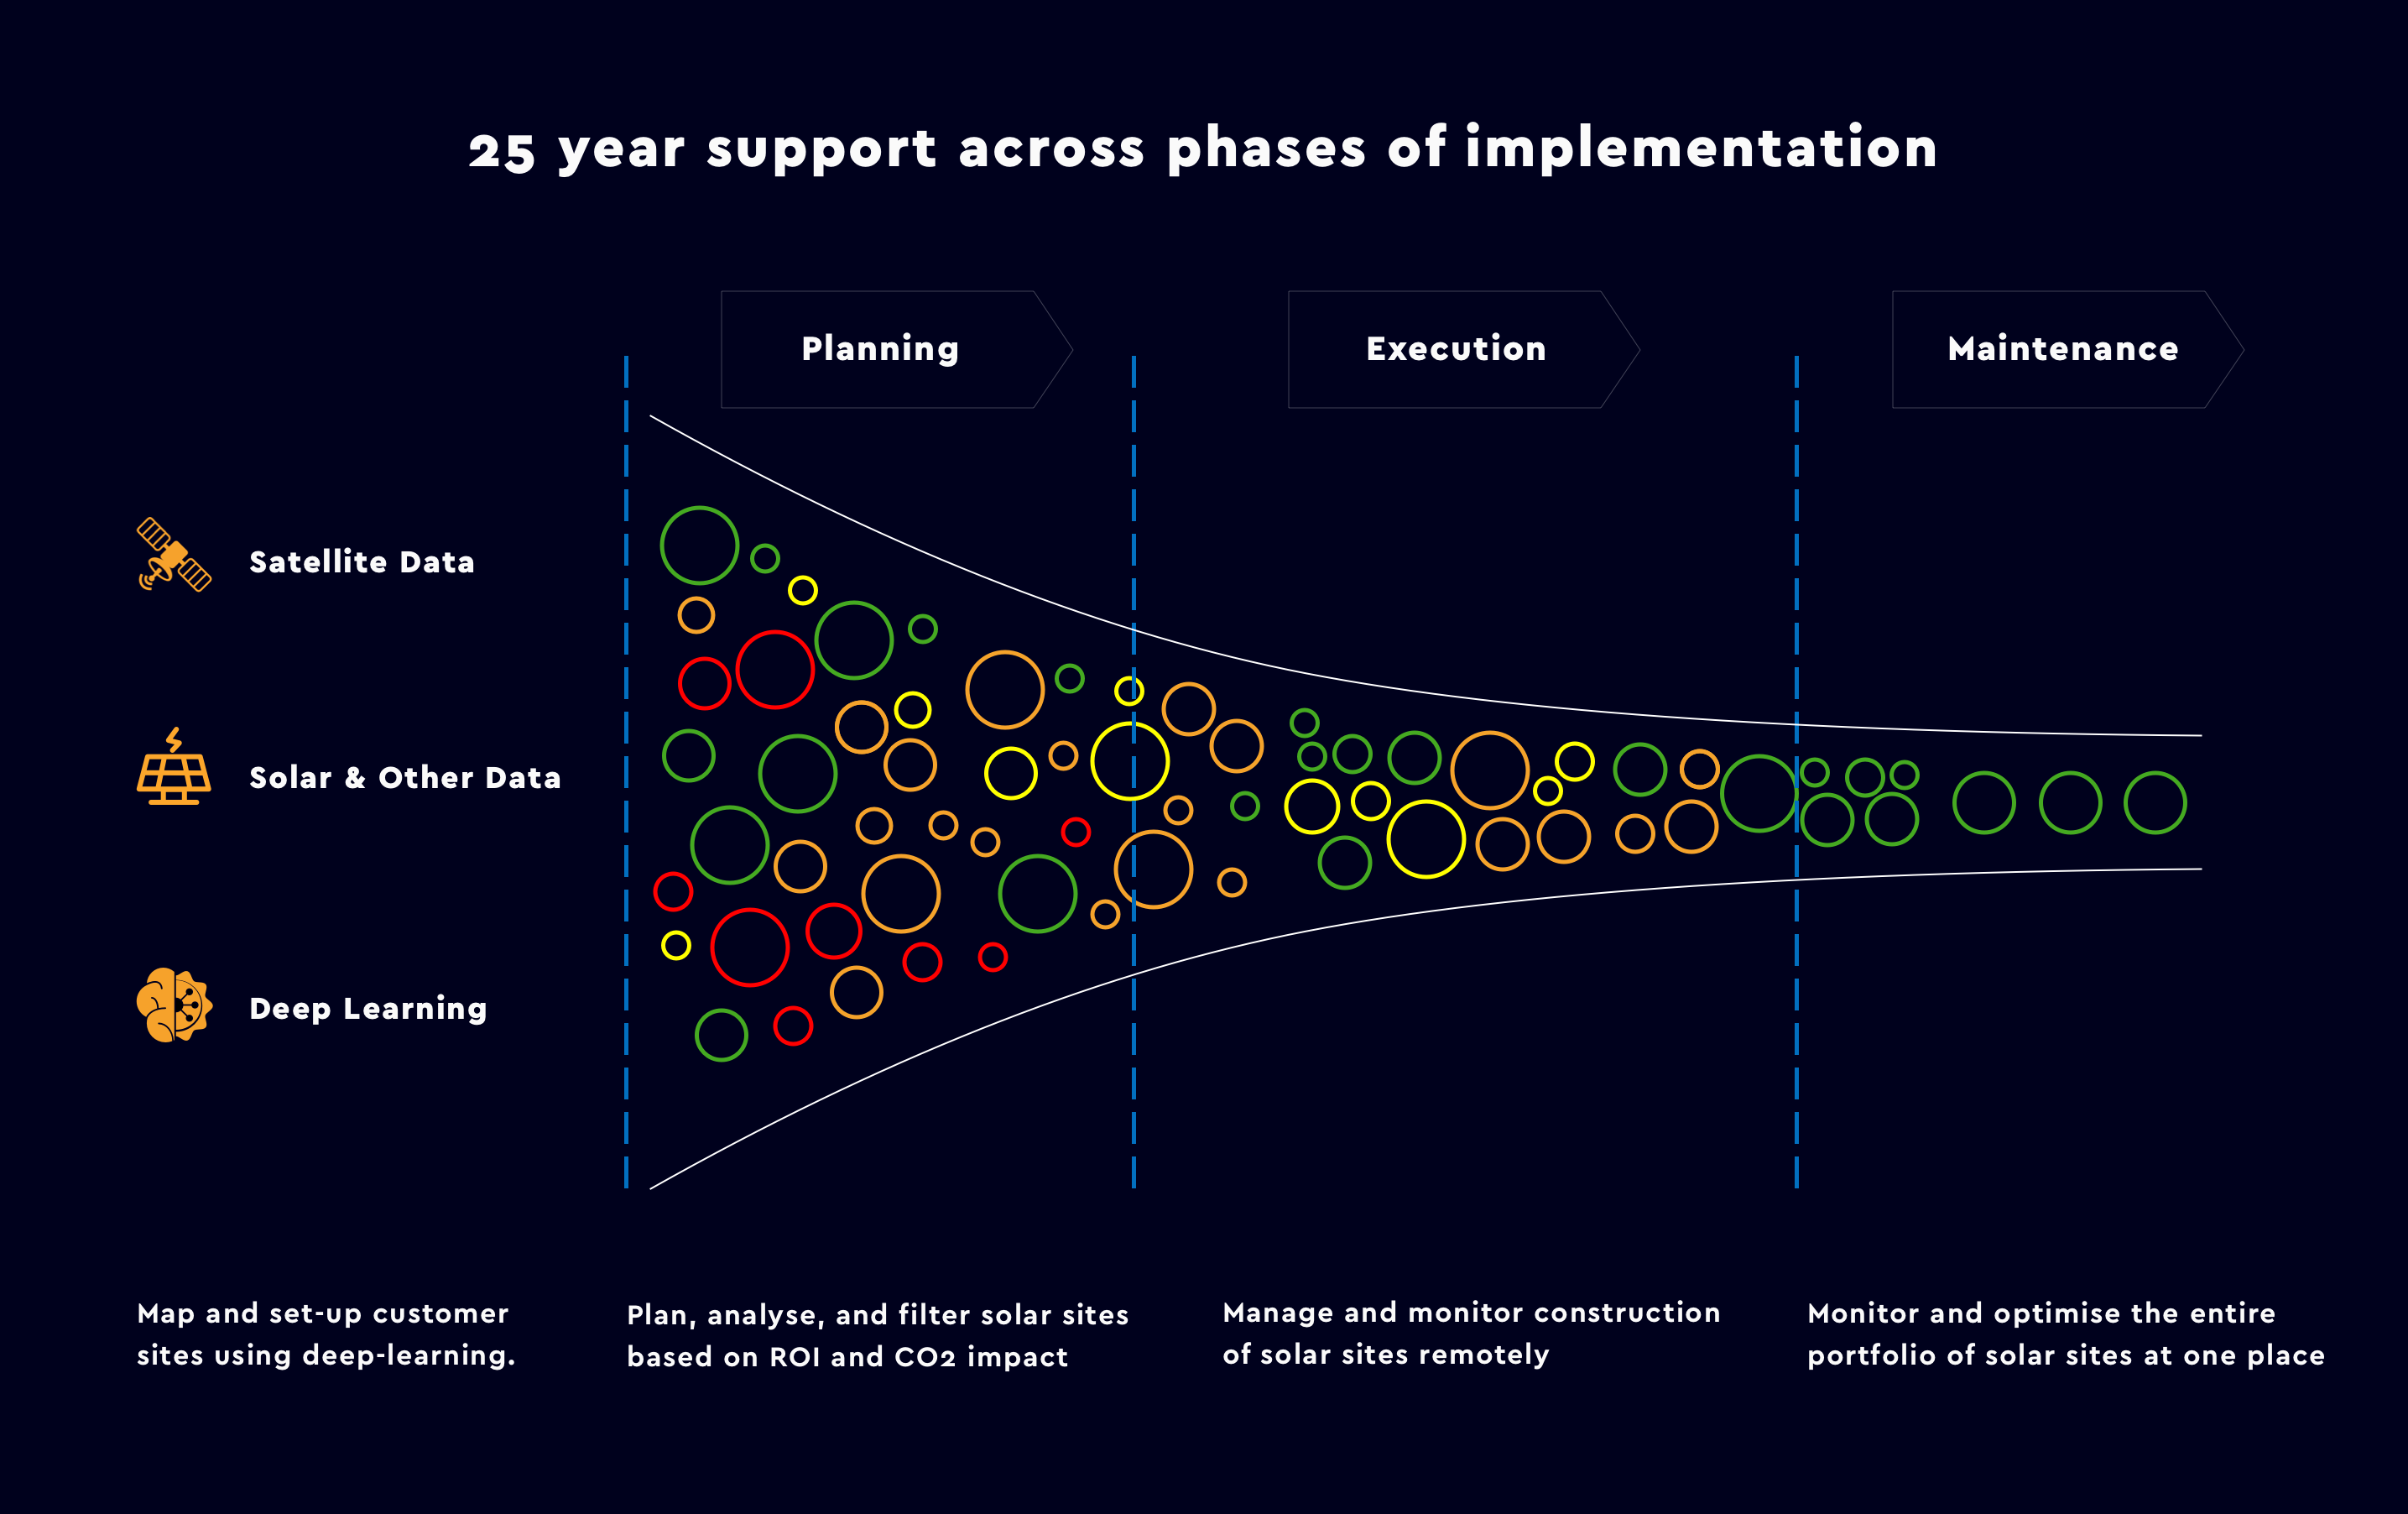 25 year support across phases of implementation
Planning
Execution
Maintenance
Satellite Data
Solar & Other Data
Deep Learning
Map and set-up customer
sites using deep-learning.
Plan, analyse, and filter solar sites
based on ROI and CO2 impact
Manage and monitor construction
of solar sites remotely
Monitor and optimise the entire
portfolio of solar sites at one place